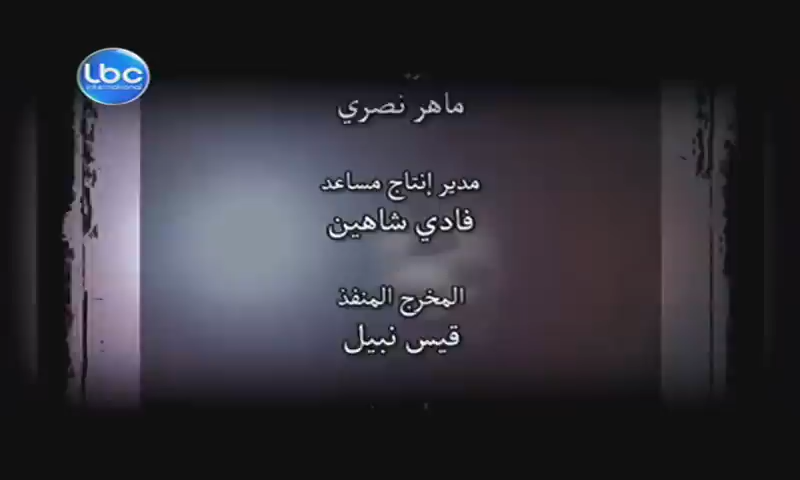 lbc
international
ماهر نصري
مدير إنتاج مساعد
فادي شاهين
المخرج المنفذ
قيس نبيل